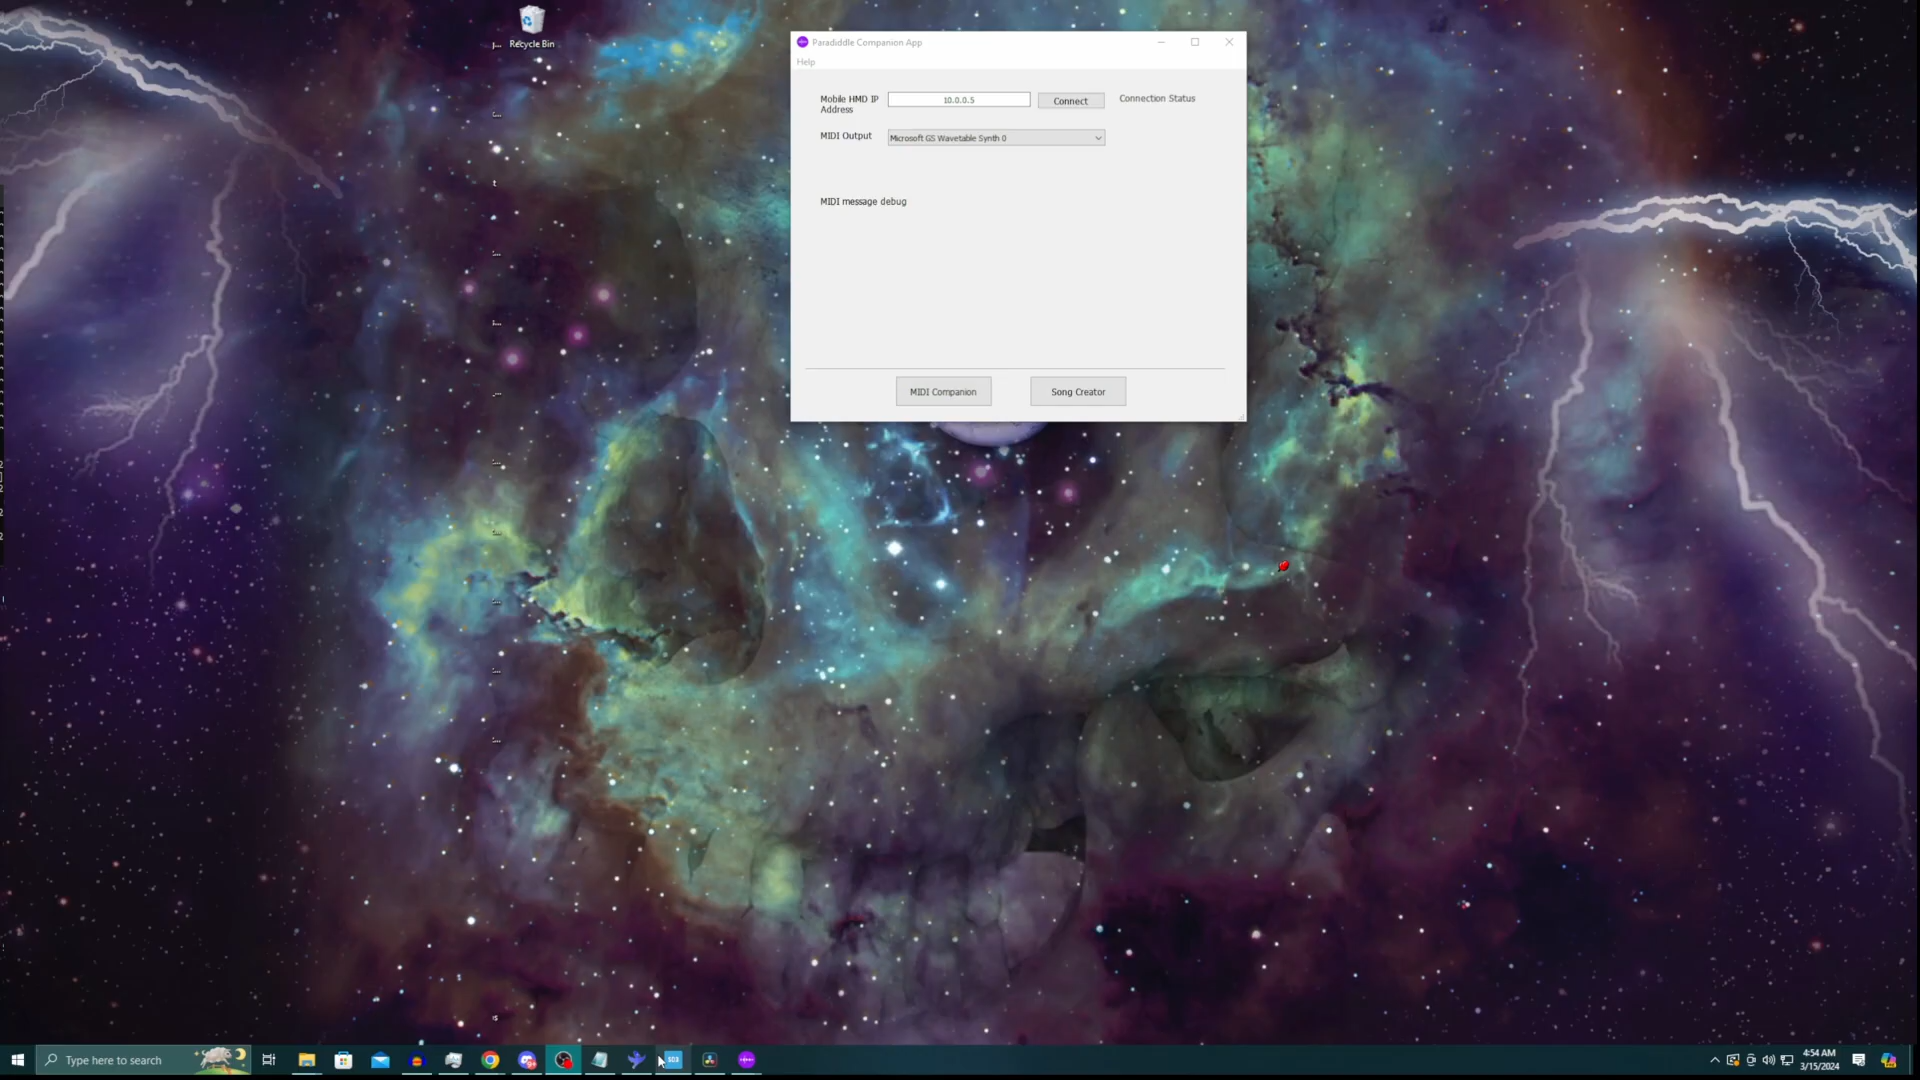 Recycle Bin
Paradiddle Companion App
Help
Mobile HMD IP
Address
10.0.0.5
Connect
Connection Status
MIDI Output
Microsoft GS Wavetable Synth 0
MIDI message debug
MIDI Companion
Song Creator
Type here to search
4:54 AM
3/15/2024